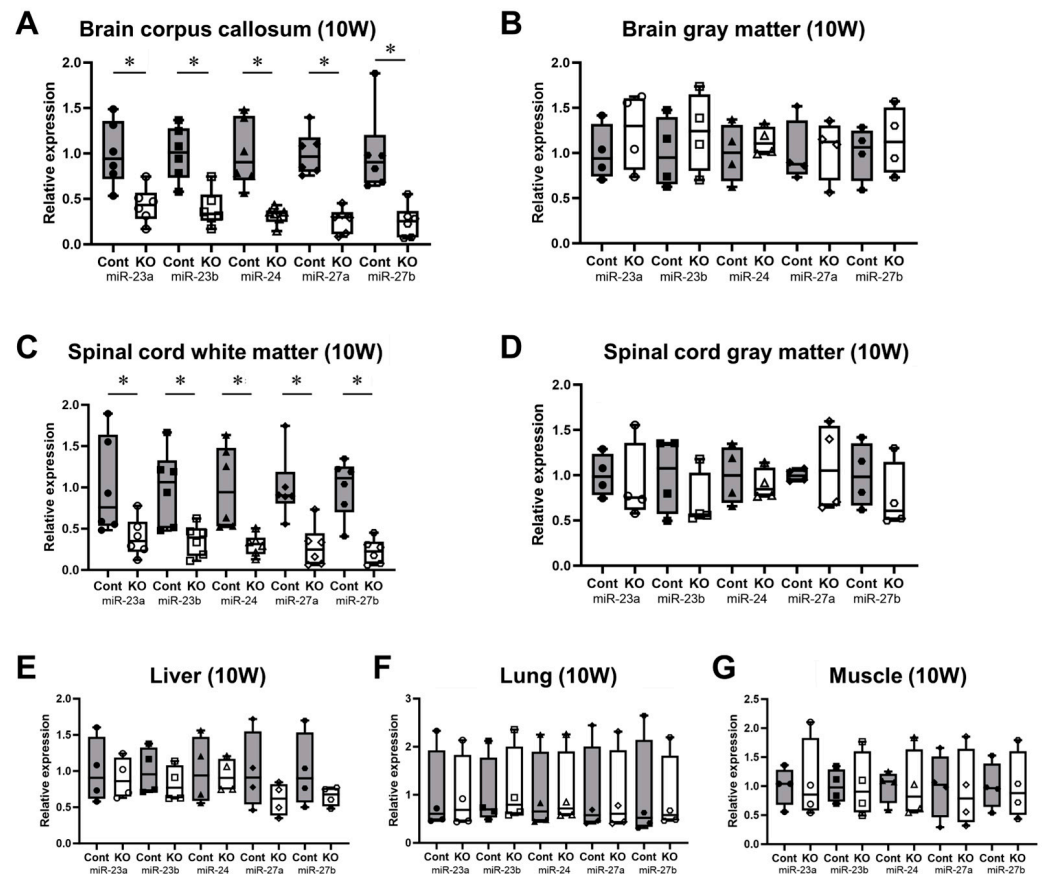 A Brain corpus callosum (10W)
* * * * *
Relative expression
2.0
1.5
1.0
0.5
0.0
Cont KO Cont KO Cont KO Cont KO Cont KO
miR-23a miR-23b miR-24 miR-27a miR-27b
B Brain gray matter (10W)
Relative expression
2.0
1.5
1.0
0.5
0.0
Cont KO Cont KO Cont KO Cont KO Cont KO
miR-23a miR-23b miR-24 miR-27a miR-27b
C Spinal cord white matter (10W)
* * * * *
Relative expression
2.0
1.5
1.0
0.5
0.0
Cont KO Cont KO Cont KO Cont KO Cont KO
miR-23a miR-23b miR-24 miR-27a miR-27b
D Spinal cord gray matter (10W)
Relative expression
2.0
1.5
1.0
0.5
0.0
Cont KO Cont KO Cont KO Cont KO Cont KO
miR-23a miR-23b miR-24 miR-27a miR-27b
E Liver (10W)
Relative expression
2.0
1.5
1.0
0.5
0.0
Cont KO Cont KO Cont KO Cont KO Cont KO
miR-23a miR-23b miR-24 miR-27a miR-27b
F Lung (10W)
Relative expression
3
2
1
0
Cont KO Cont KO Cont KO Cont KO Cont KO
miR-23a miR-23b miR-24 miR-27a miR-27b
G Muscle (10W)
Relative expression
2.5
2.0
1.5
1.0
0.5
0.0
Cont KO Cont KO Cont KO Cont KO Cont KO
miR-23a miR-23b miR-24 miR-27a miR-27b